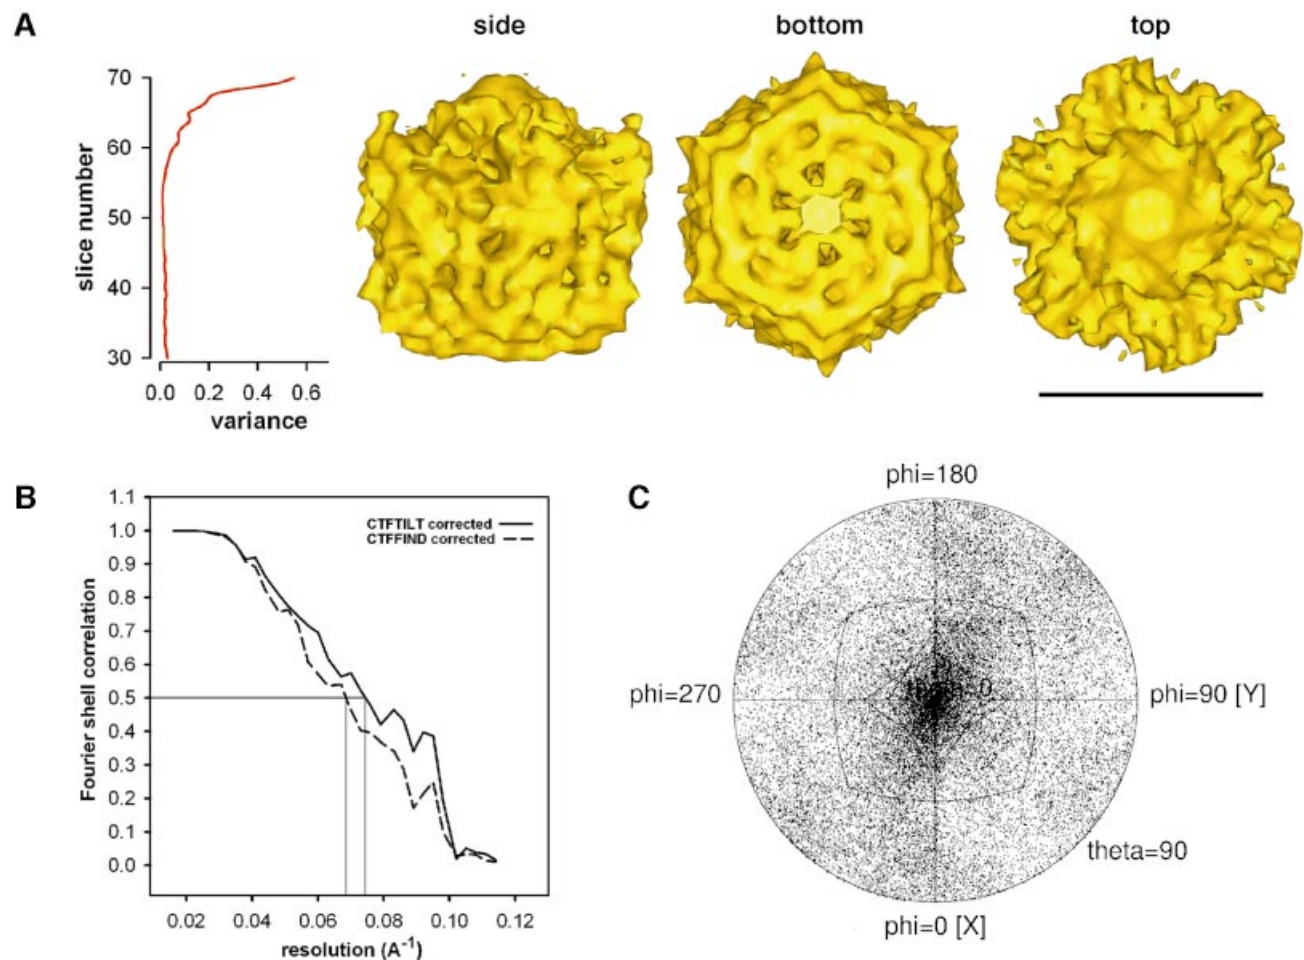 A
side
bottom
top
70
60
50
40
30
slice number
0.0 0.2 0.4 0.6
variance
B
1.1
1.0
0.9
0.8
0.7
0.6
0.5
0.4
0.3
0.2
0.1
0.0
Fourier shell correlation
CTFTILT corrected
CTFFIND corrected
0.02 0.04 0.06 0.08 0.10 0.12
resolution (A⁻¹)
C
phi=180
phi=270
phi=90 [Y]
theta=90
phi=0 [X]